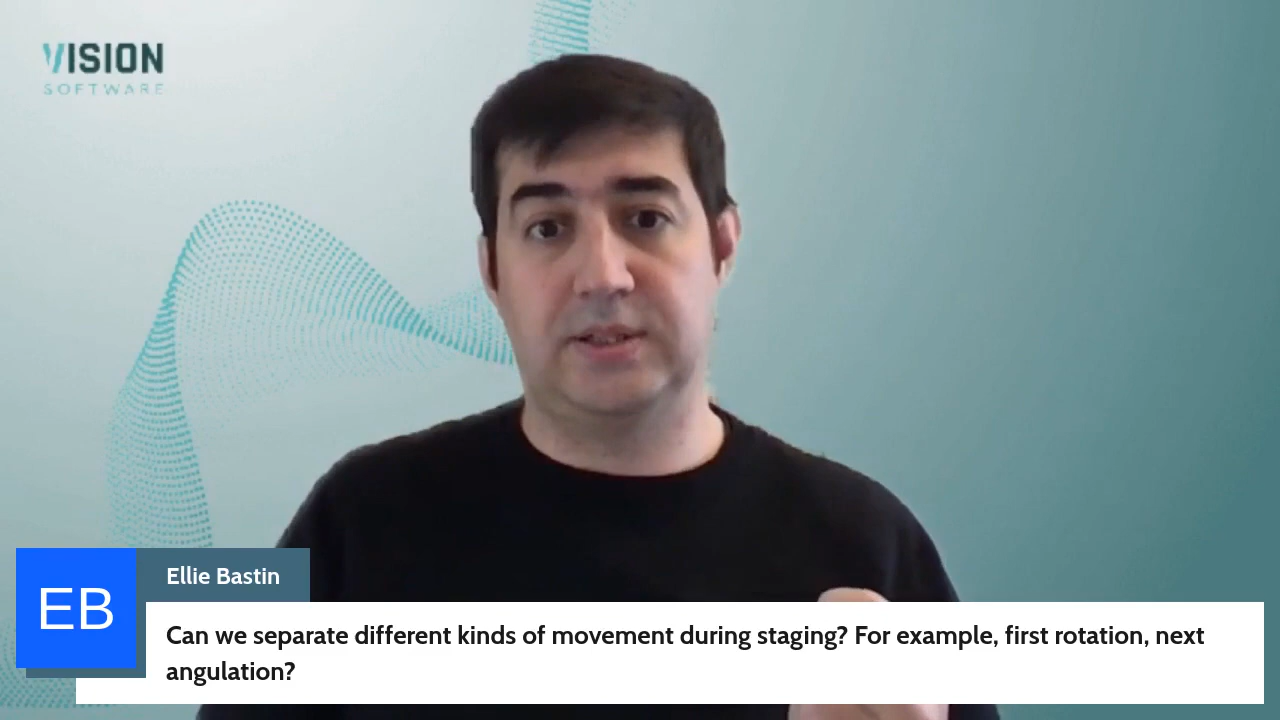 VISION
SOFTWARE
Ellie Bastin
EB
Can we separate different kinds of movement during staging? For example, first rotation, next
angulation?